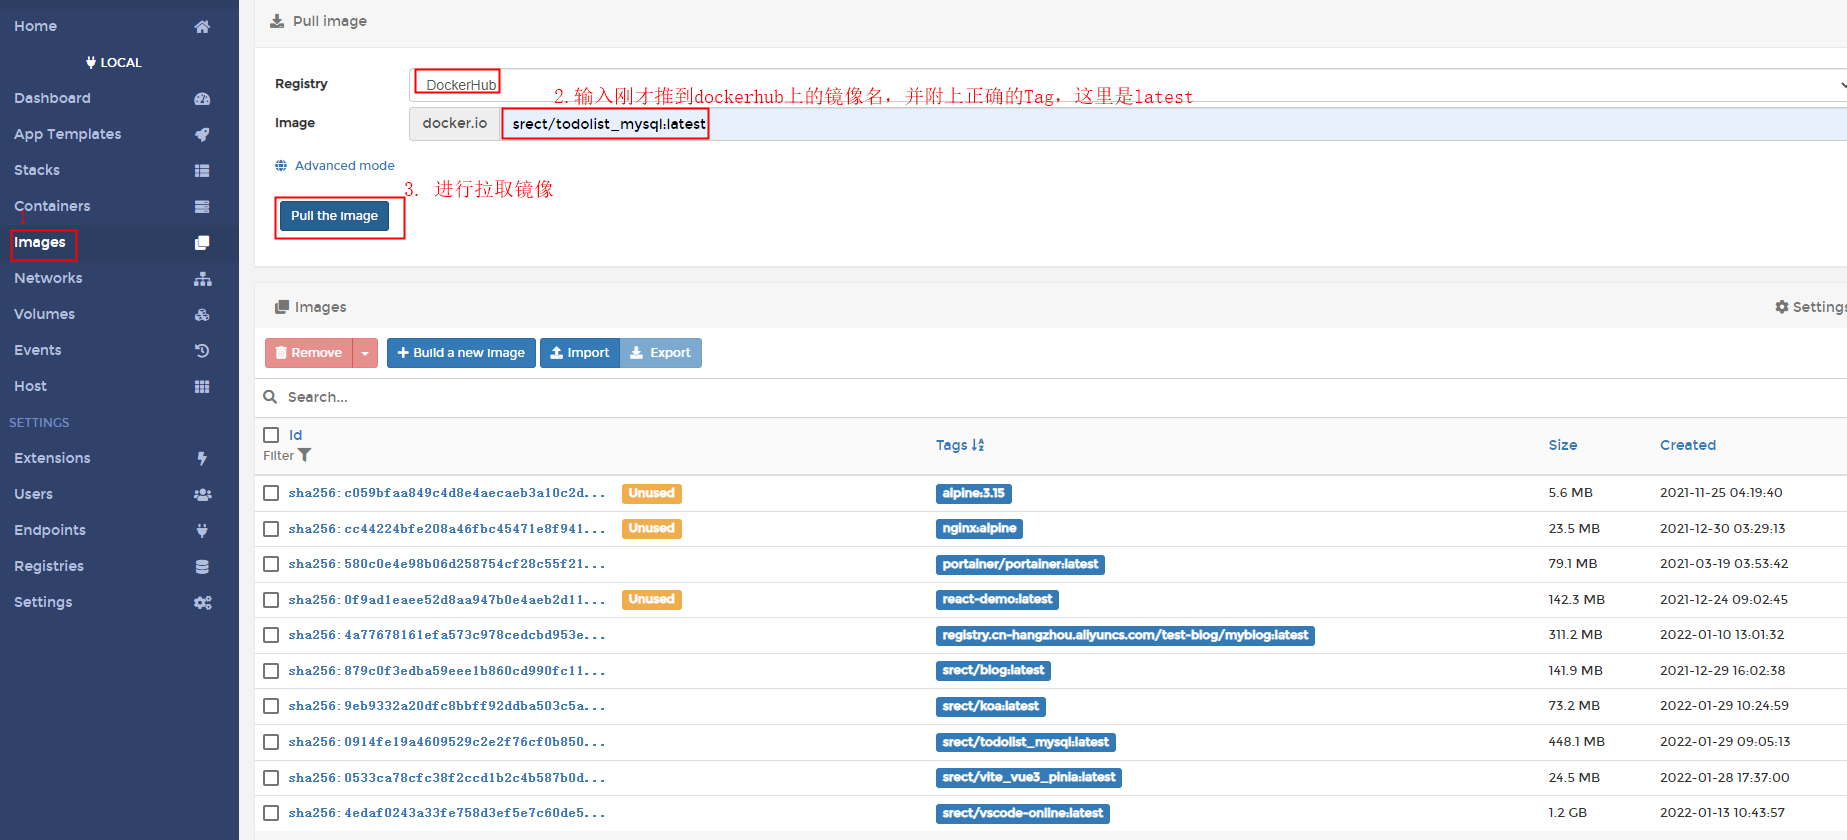 Home
LOCAL
Dashboard
App Templates
Stacks
Containers
1
Images
Networks
Volumes
Events
Host
SETTINGS
Extensions
Users
Endpoints
Registries
Settings
Pull image
Registry
DockerHub
2.输入刚才推到dockerhub上的镜像名，并附上正确的Tag，这里是latest
Image
docker.io srect/todolist_mysql:latest
Advanced mode
3. 进行拉取镜像
Pull the image
Images Settings
Remove Build a new image Import Export
Search...
Id Tags Size Created
Filter
sha256:c059bfaa849c4d8e4aecaeb3a10c2d... Unused alpine:3.15 5.6 MB 2021-11-25 04:19:40
sha256:cc44224bfe208a46fbc45471e8f941... Unused nginx:alpine 23.5 MB 2021-12-30 03:29:13
sha256:580c0e4e98b06d258754cf28c55f21... portainer/portainer:latest 79.1 MB 2021-03-19 03:53:42
sha256:0f9ad1eaee52d8aa947b0e4aeb2d11... Unused react-demo:latest 142.3 MB 2021-12-24 09:02:45
sha256:4a77678161efa573c978cedcbd953e... registry.cn-hangzhou.aliyuncs.com/test-blog/myblog:latest 311.2 MB 2022-01-10 13:01:32
sha256:879c0f3edba59eee1b860cd990fc11... srect/blog:latest 141.9 MB 2021-12-29 16:02:38
sha256:9eb9332a20dfc8bbff92ddba503c5a... srect/koa:latest 73.2 MB 2022-01-29 10:24:59
sha256:0914fe19a4609529c2e2f76cf0b850... srect/todolist_mysql:latest 448.1 MB 2022-01-29 09:05:13
sha256:0533ca78cfc38f2ccd1b2c4b587b0d... srect/vite_vue3_pinia:latest 24.5 MB 2022-01-28 17:37:00
sha256:4edaf0243a33fe758d3ef5e7c60de5... srect/vscode-online:latest 1.2 GB 2022-01-13 10:43:57